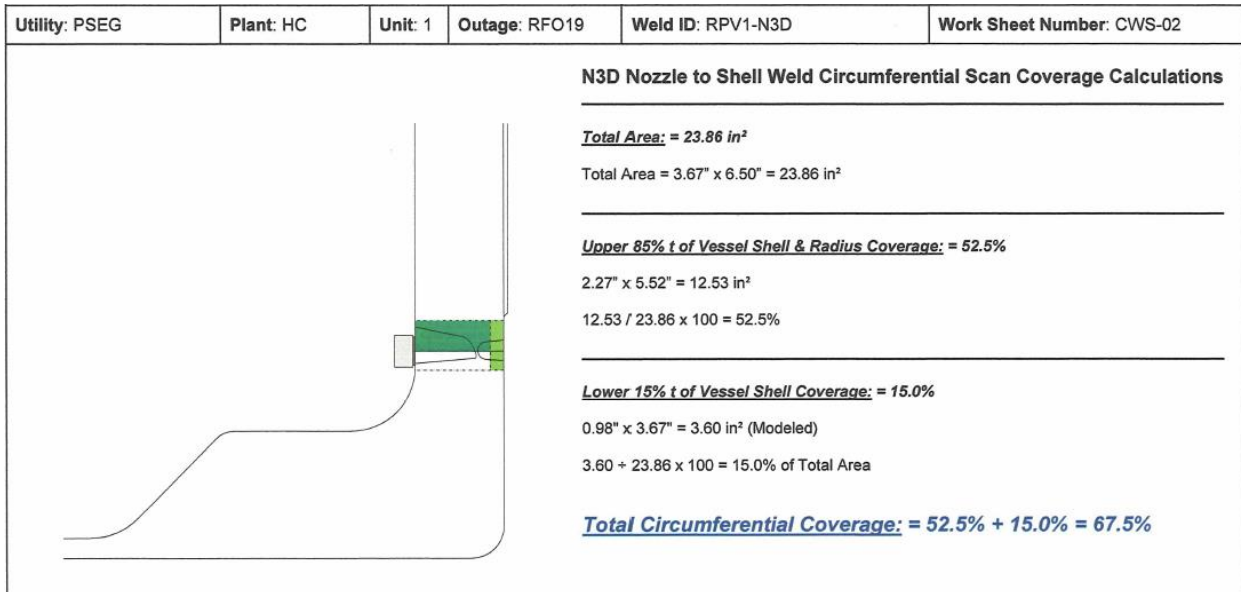 Utility: PSEG
Plant: HC
Unit: 1
Outage: RFO19
Weld ID: RPV1-N3D
Work Sheet Number: CWS-02
N3D Nozzle to Shell Weld Circumferential Scan Coverage Calculations
Total Area: = 23.86 in²
Total Area = 3.67" x 6.50" = 23.86 in²
Upper 85% t of Vessel Shell & Radius Coverage: = 52.5%
2.27" x 5.52" = 12.53 in²
12.53 / 23.86 x 100 = 52.5%
Lower 15% t of Vessel Shell Coverage: = 15.0%
0.98" x 3.67" = 3.60 in² (Modeled)
3.60 ÷ 23.86 x 100 = 15.0% of Total Area
Total Circumferential Coverage: = 52.5% + 15.0% = 67.5%